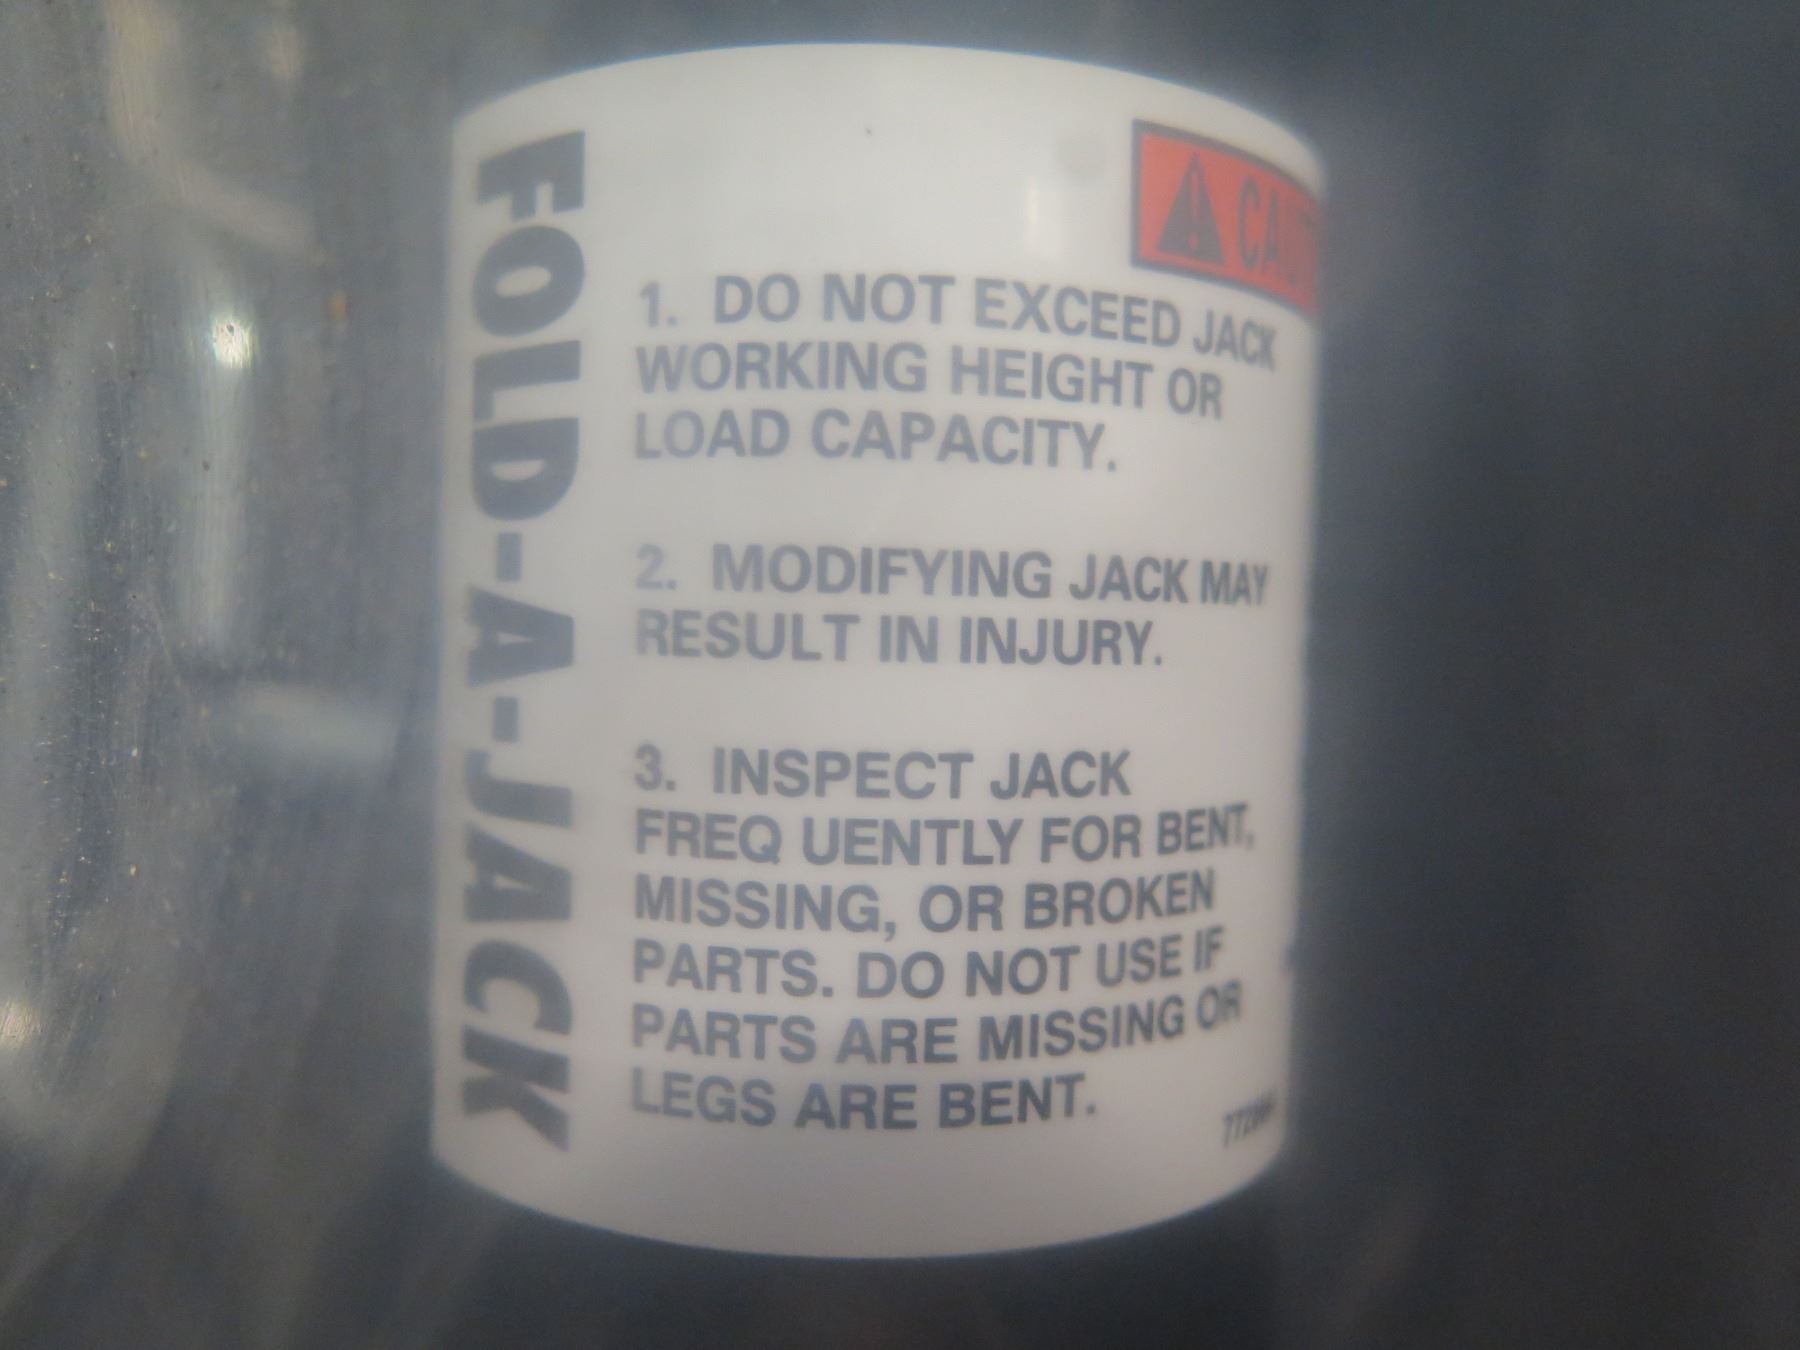 FOLD-A-JACK
1. DO NOT EXCEED JACK
WORKING HEIGHT OR
LOAD CAPACITY.
2. MODIFYING JACK MAY
RESULT IN INJURY.
3. INSPECT JACK
FREQ UENTLY FOR BENT,
MISSING, OR BROKEN
PARTS. DO NOT USE IF
PARTS ARE MISSING OR
LEGS ARE BENT.